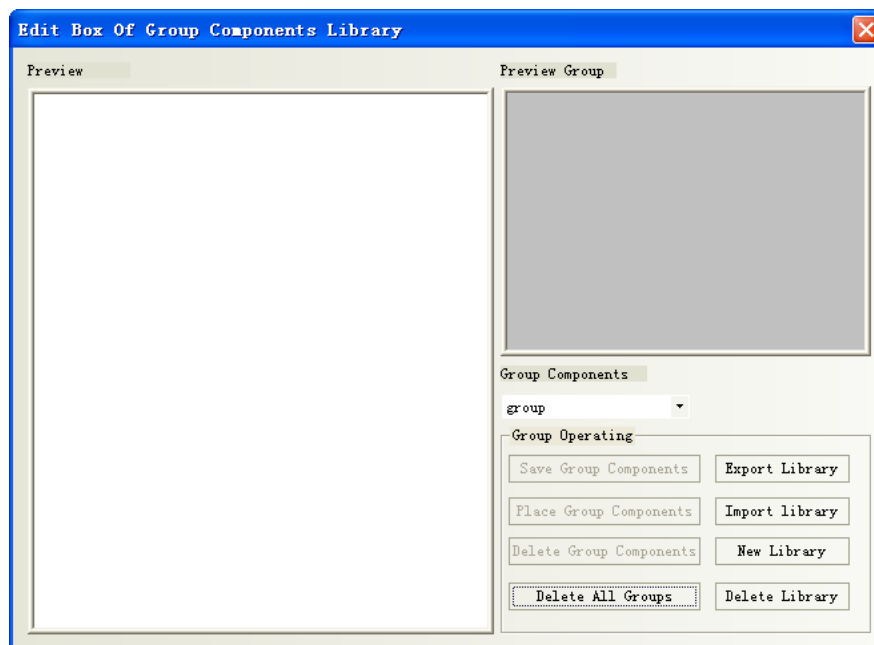 Edit Box Of Group Components Library
Preview
Preview Group
Group Components
group
Group Operating
Save Group Components
Export Library
Place Group Components
Import library
Delete Group Components
New Library
Delete All Groups
Delete Library